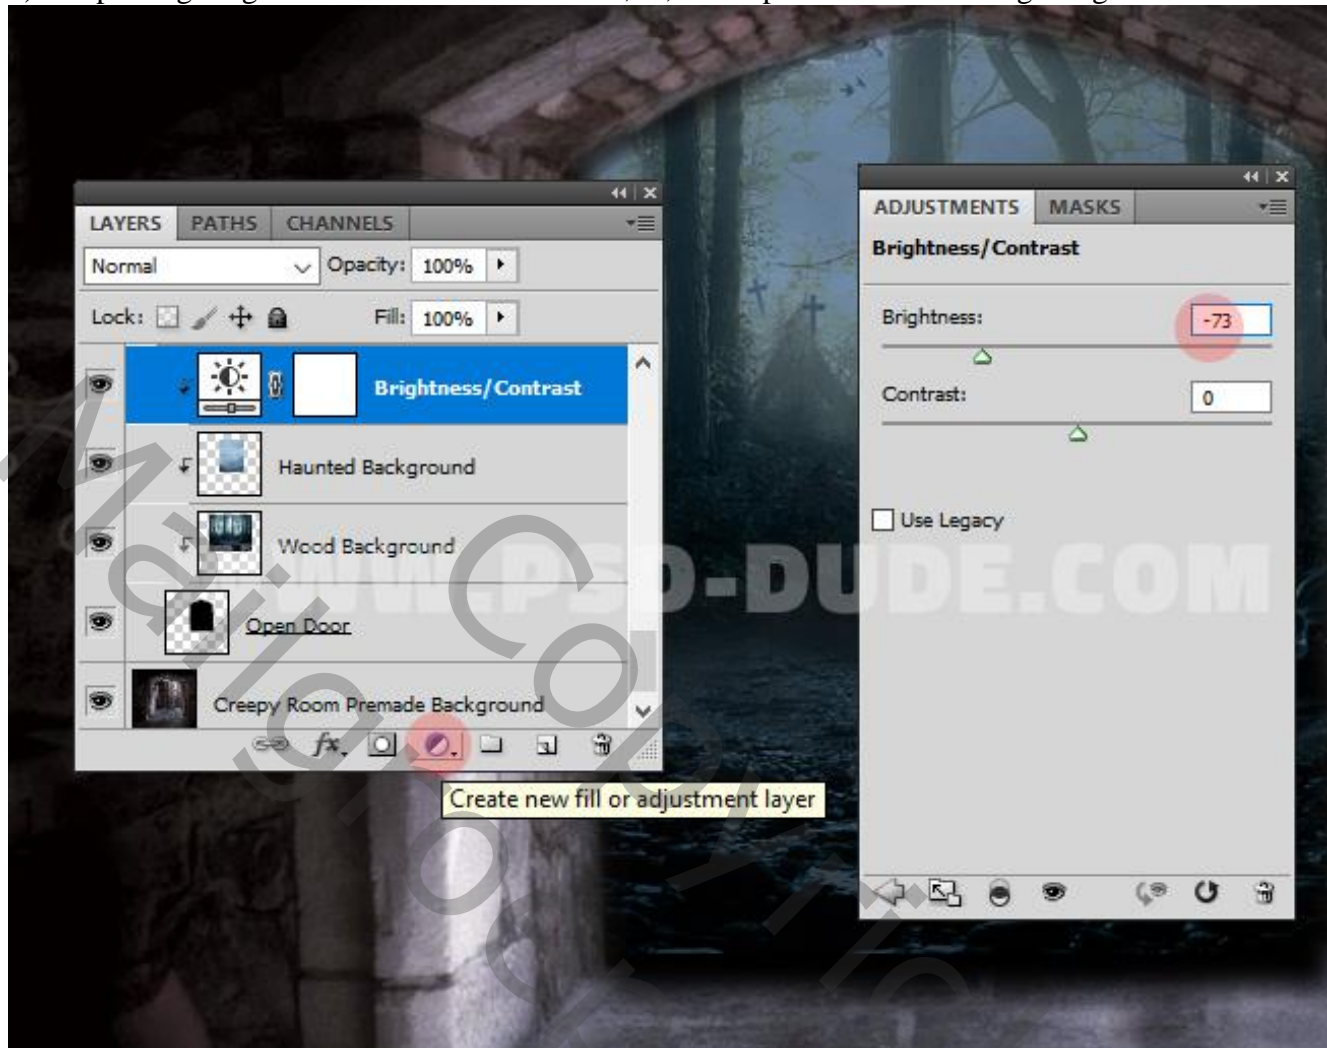 LAYERS PATHS CHANNELS
Normal Opacity: 100%
Lock: Fill: 100%
Brightness/Contrast
Haunted Background
Wood Background
Open Door
Creepy Room Premade Background
fx.
Create new fill or adjustment layer
ADJUSTMENTS MASKS
Brightness/Contrast
Brightness: -73
Contrast: 0
Use Legacy
WWW.PSD-DUDE.COM